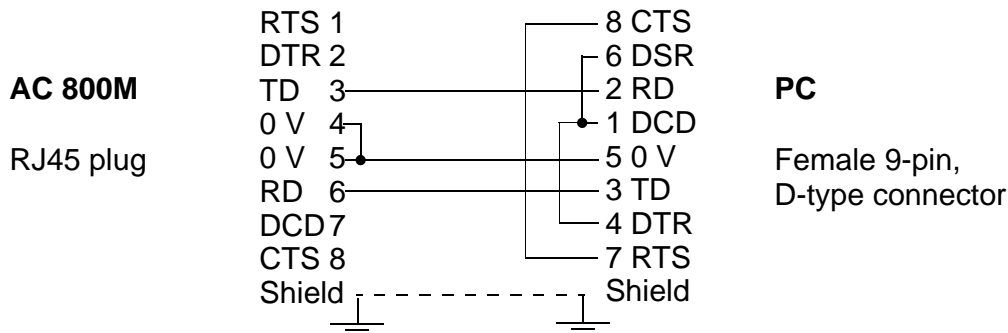 RTS 1 8 CTS
DTR 2 6 DSR
AC 800M TD 3 2 RD PC
0 V 4 1 DCD
RJ45 plug 0 V 5 5 0 V Female 9-pin,
RD 6 3 TD D-type connector
DCD 7 4 DTR
CTS 8 7 RTS
Shield Shield